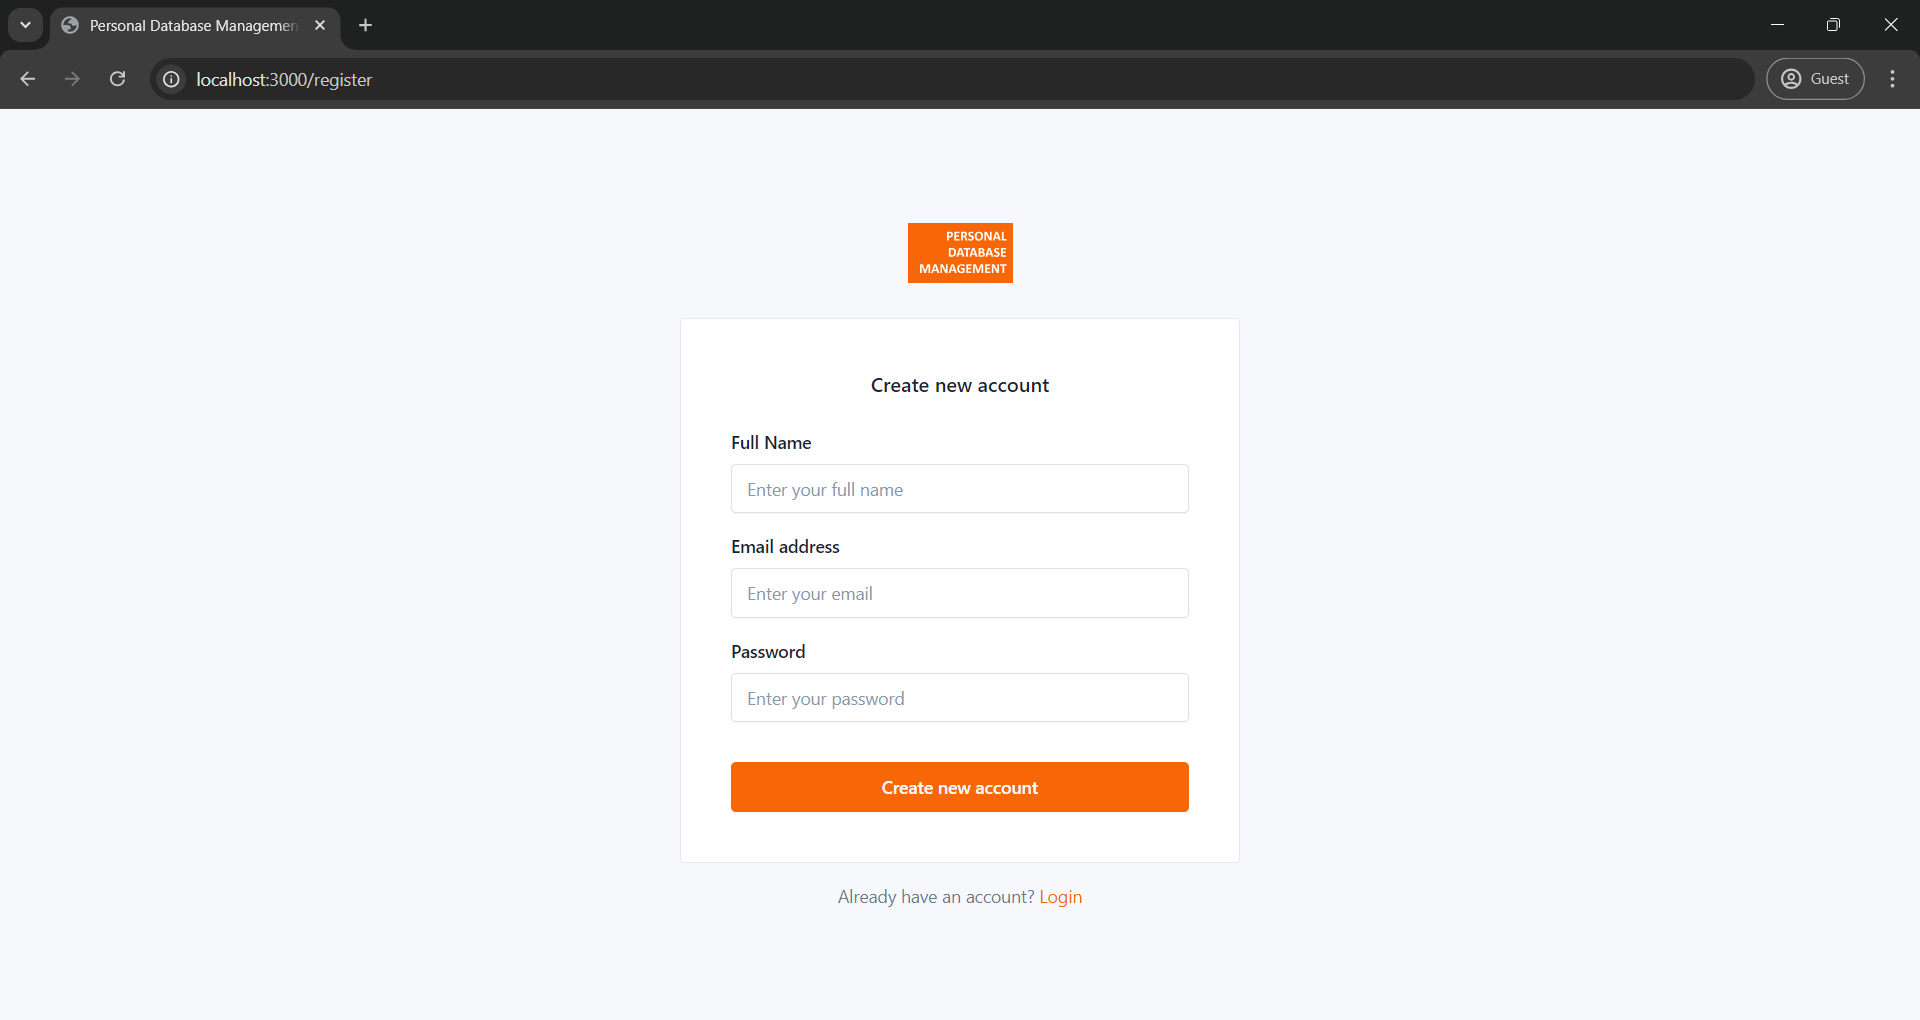 Personal Database Managemen
localhost:3000/register
Guest
PERSONAL
DATABASE
MANAGEMENT
Create new account
Full Name
Enter your full name
Email address
Enter your email
Password
Enter your password
Create new account
Already have an account? Login